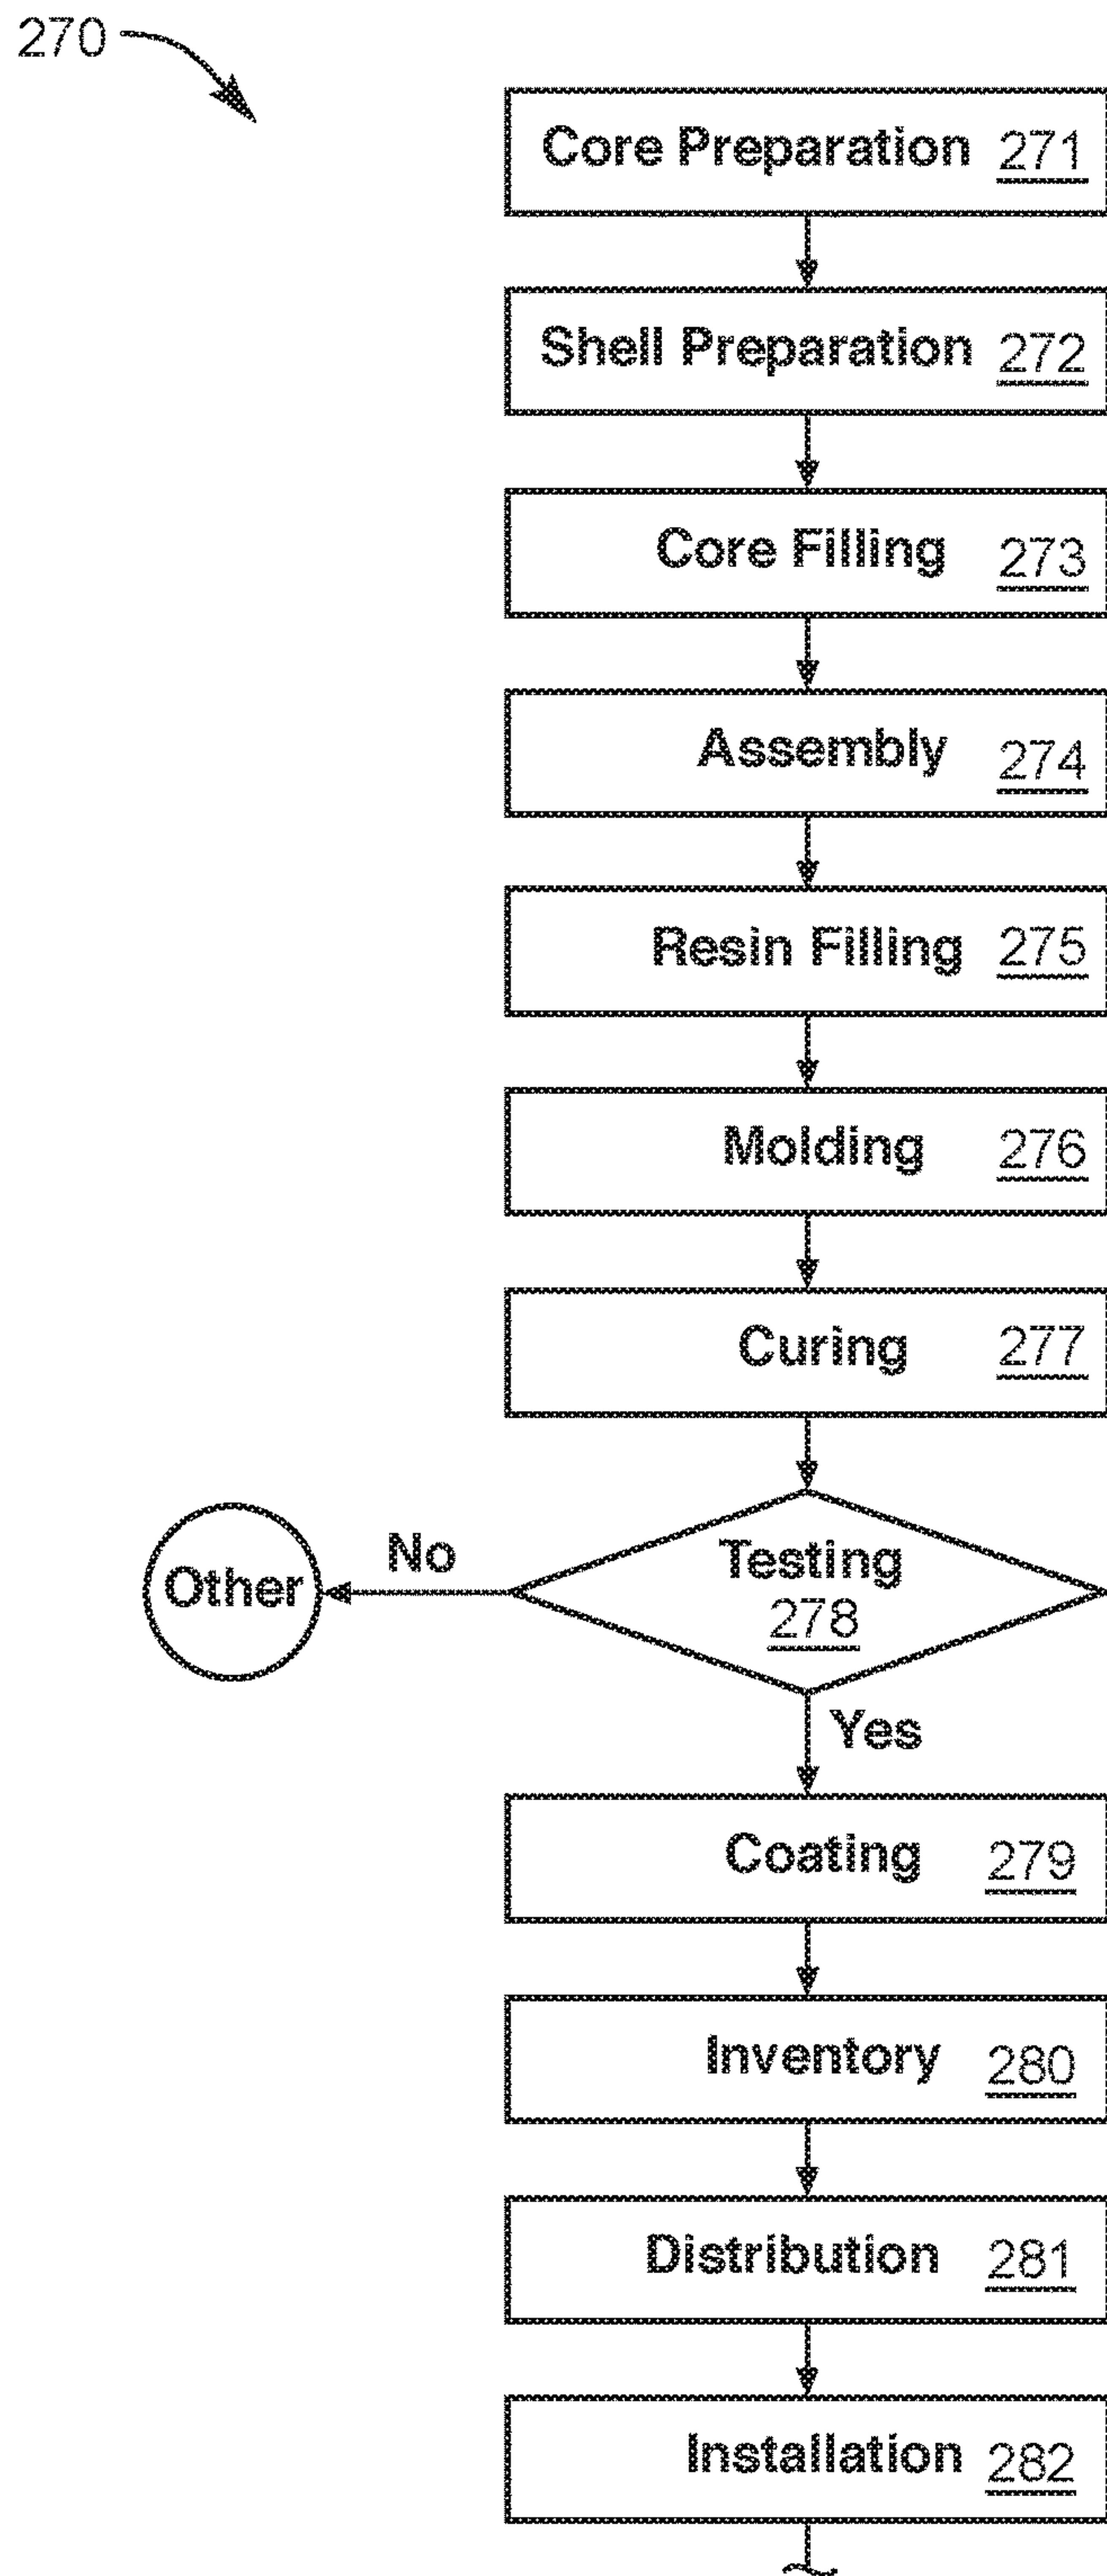 270
Core Preparation 271
Shell Preparation 272
Core Filling 273
Assembly 274
Resin Filling 275
Molding 276
Curing 277
Testing
278
No
Other
Yes
Coating 279
Inventory 280
Distribution 281
Installation 282